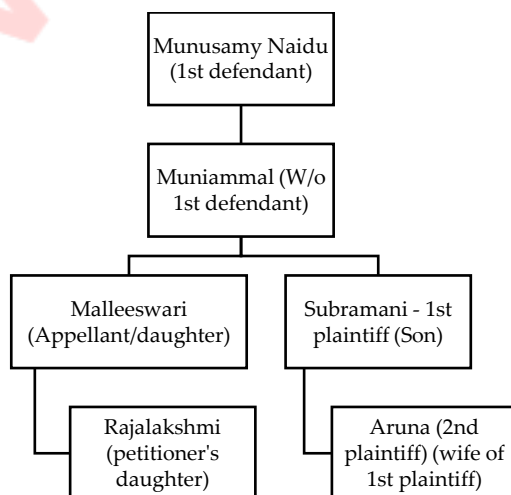 Munusamy Naidu
(1st defendant)
Muniammal (W/o
1st defendant)
Malleeswari
(Appellant/daughter)
Subramani - 1st
plaintiff (Son)
Rajalakshmi
(petitioner's
daughter)
Aruna (2nd
plaintiff) (wife of
1st plaintiff)